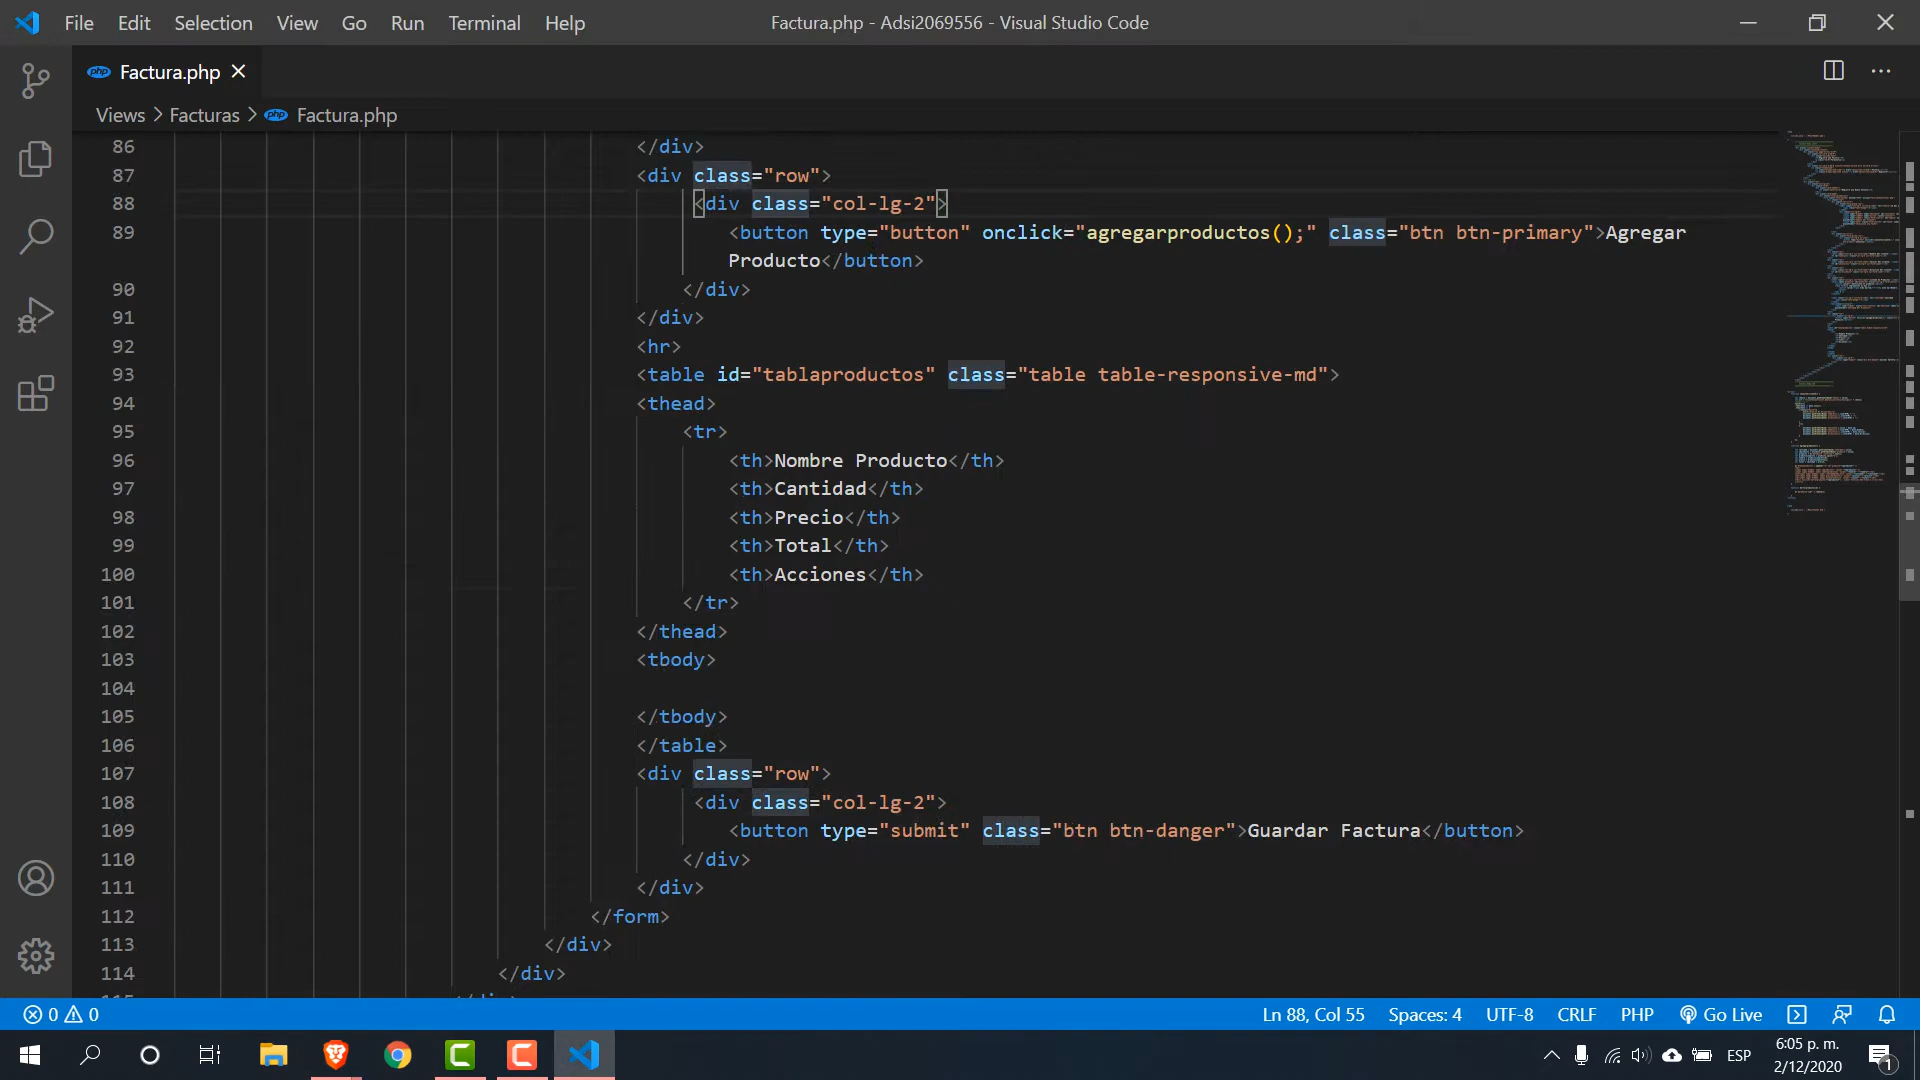 File Edit Selection View Go Run Terminal Help
Factura.php - Adsi2069556 - Visual Studio Code
php Factura.php
Views > Facturas > php Factura.php
86 </div>
87 <div class="row">
88 <div class="col-lg-2">
89 <button type="button" onclick="agregarproductos();" class="btn btn-primary">Agregar
Producto</button>
90 </div>
91 </div>
92 <hr>
93 <table id="tablaproductos" class="table table-responsive-md">
94 <thead>
95 <tr>
96 <th>Nombre Producto</th>
97 <th>Cantidad</th>
98 <th>Precio</th>
99 <th>Total</th>
100 <th>Acciones</th>
101 </tr>
102 </thead>
103 <tbody>
104
105 </tbody>
106 </table>
107 <div class="row">
108 <div class="col-lg-2">
109 <button type="submit" class="btn btn-danger">Guardar Factura</button>
110 </div>
111 </div>
112 </form>
113 </div>
114 </div>
0 0 Ln 88, Col 55 Spaces: 4 UTF-8 CRLF PHP Go Live
ESP 6:05 p. m.
2/12/2020
1